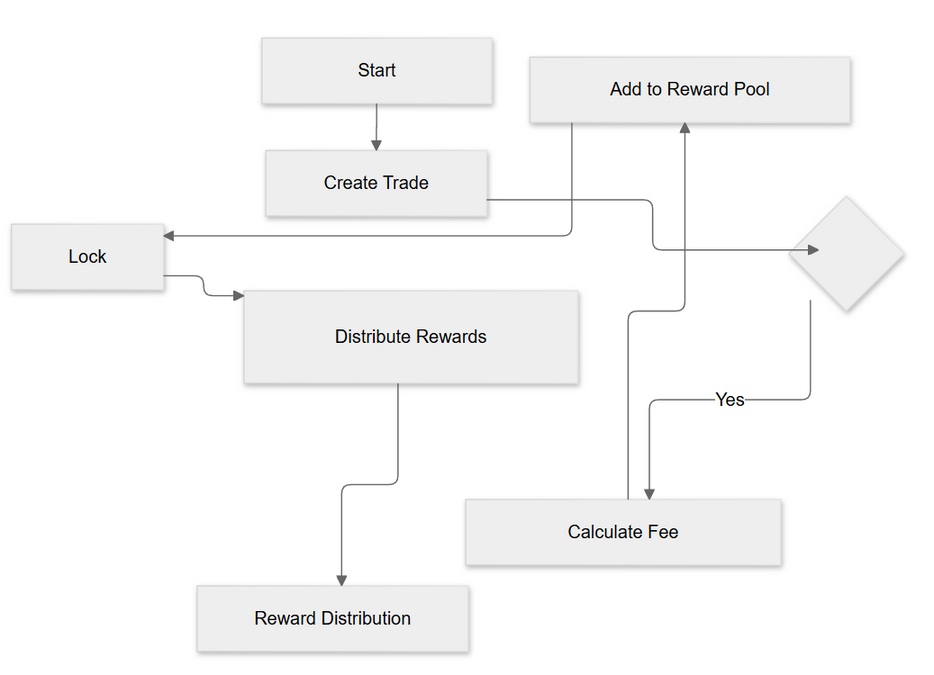 Start
Add to Reward Pool
Create Trade
Lock
Distribute Rewards
Yes
Calculate Fee
Reward Distribution